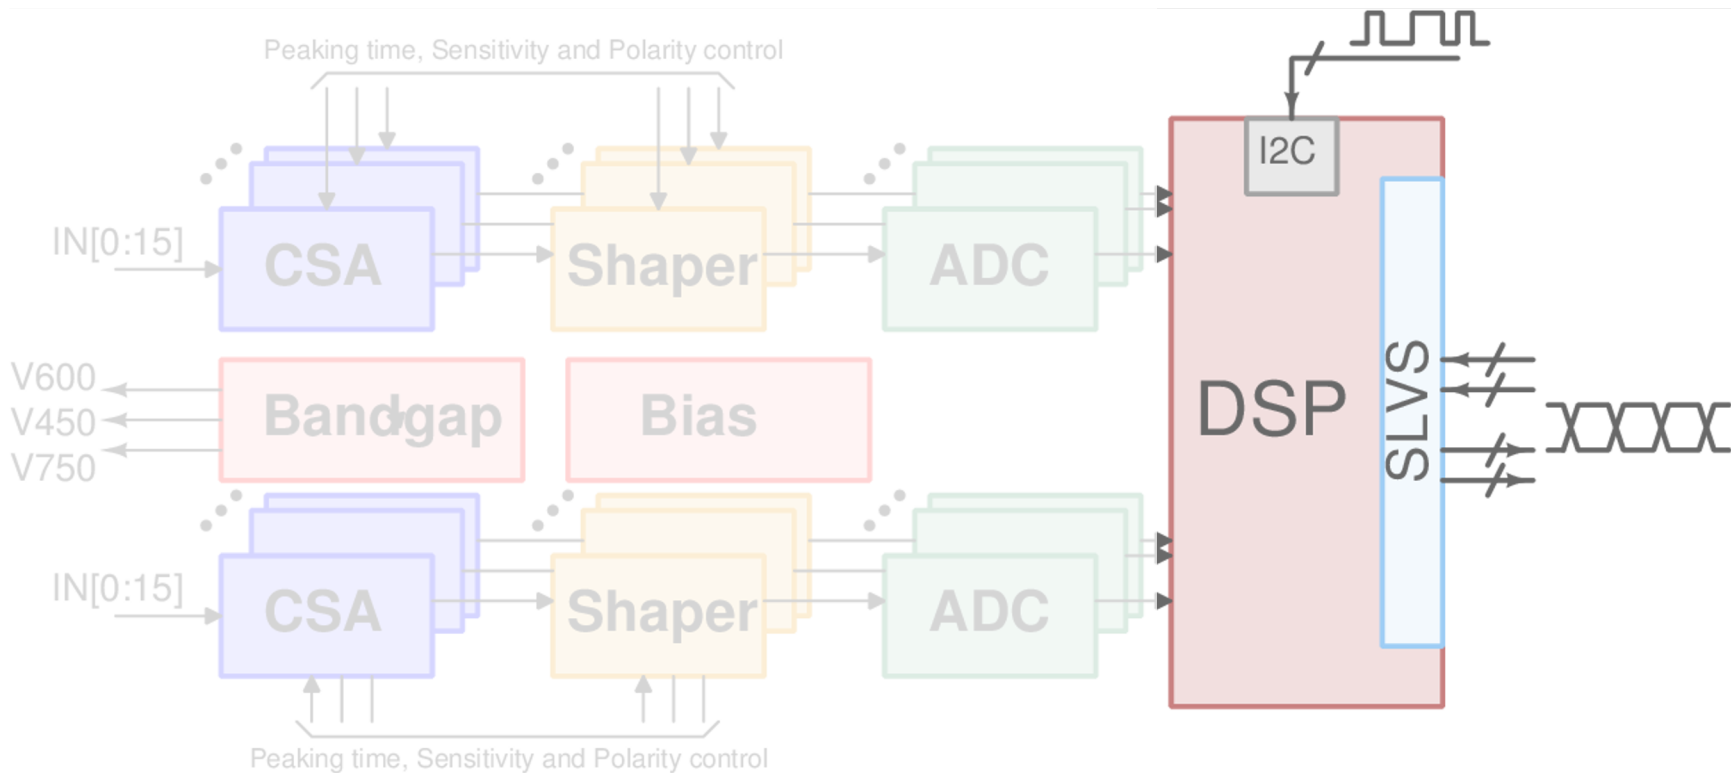 Peaking time, Sensitivity and Polarity control
I2C
IN[0:15]
CSA
Shaper
ADC
V600
V450
V750
Bandgap
Bias
DSP
SLVS
IN[0:15]
CSA
Shaper
ADC
Peaking time, Sensitivity and Polarity control